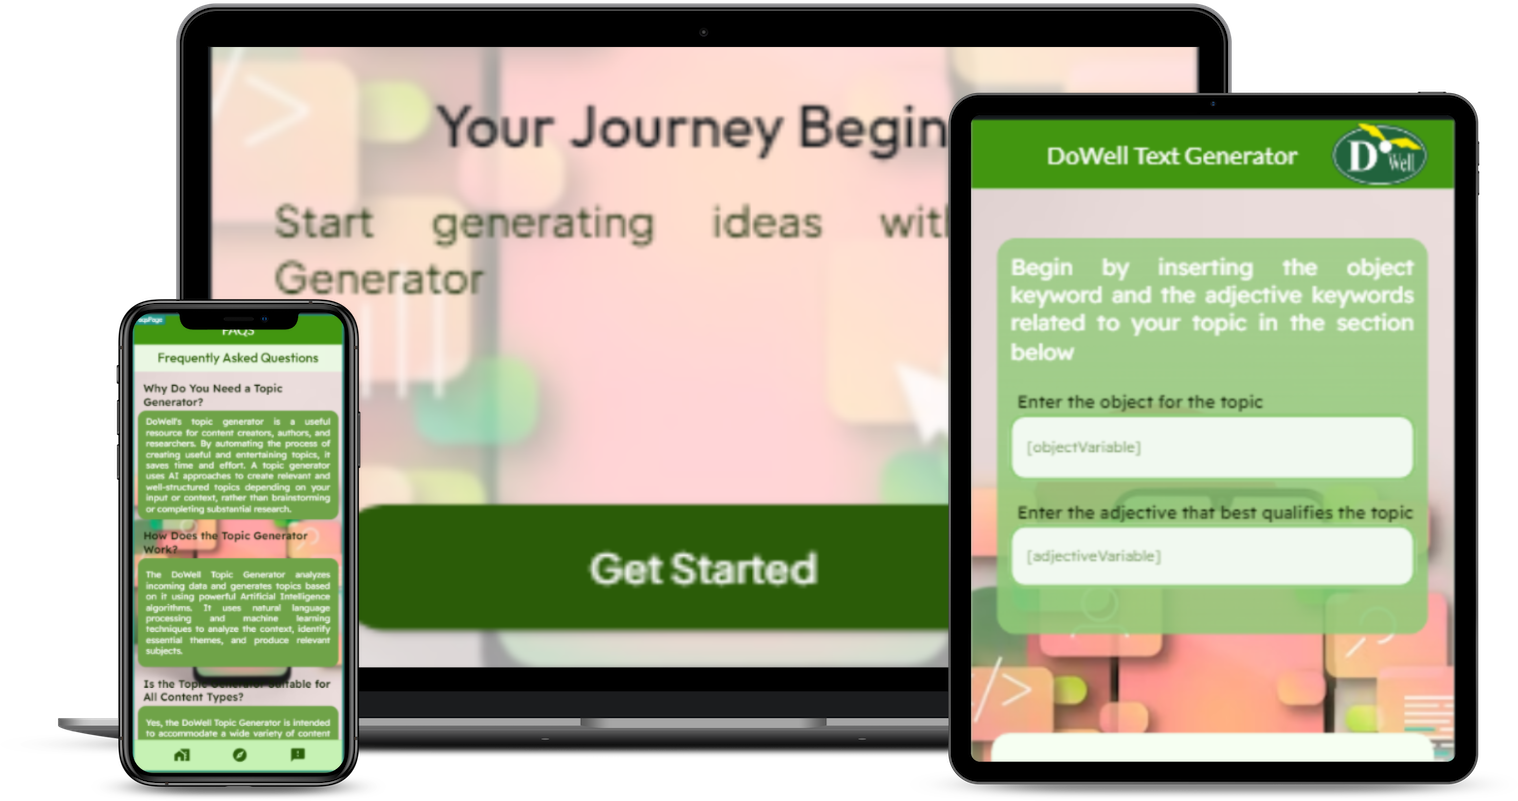 Your Journey Begin
Start generating ideas with
Generator
Get Started
DoWell Text Generator
D Well
Begin by inserting the object
keyword and the adjective keywords
related to your topic in the section
below
Enter the object for the topic
[objectVariable]
Enter the adjective that best qualifies the topic
[adjectiveVariable]
FAQS
Frequently Asked Questions
Why Do You Need a Topic
Generator?
DoWell's topic generator is a useful
resource for content creators, authors, and
researchers. By automating the process of
creating useful and entertaining topics, it
saves time and effort. A topic generator
uses AI approaches to create relevant and
well-structured topics depending on your
input or context, rather than brainstorming
or completing substantial research.
How Does the Topic Generator
Work?
The DoWell Topic Generator analyzes
incoming data and generates topics based
on it using powerful Artificial Intelligence
algorithms. It uses natural language
processing and machine learning
techniques to analyze the context, identify
essential themes, and produce relevant
subjects.
Is the Topic Generator Suitable for
All Content Types?
Yes, the DoWell Topic Generator is intended
to accommodate a wide variety of content